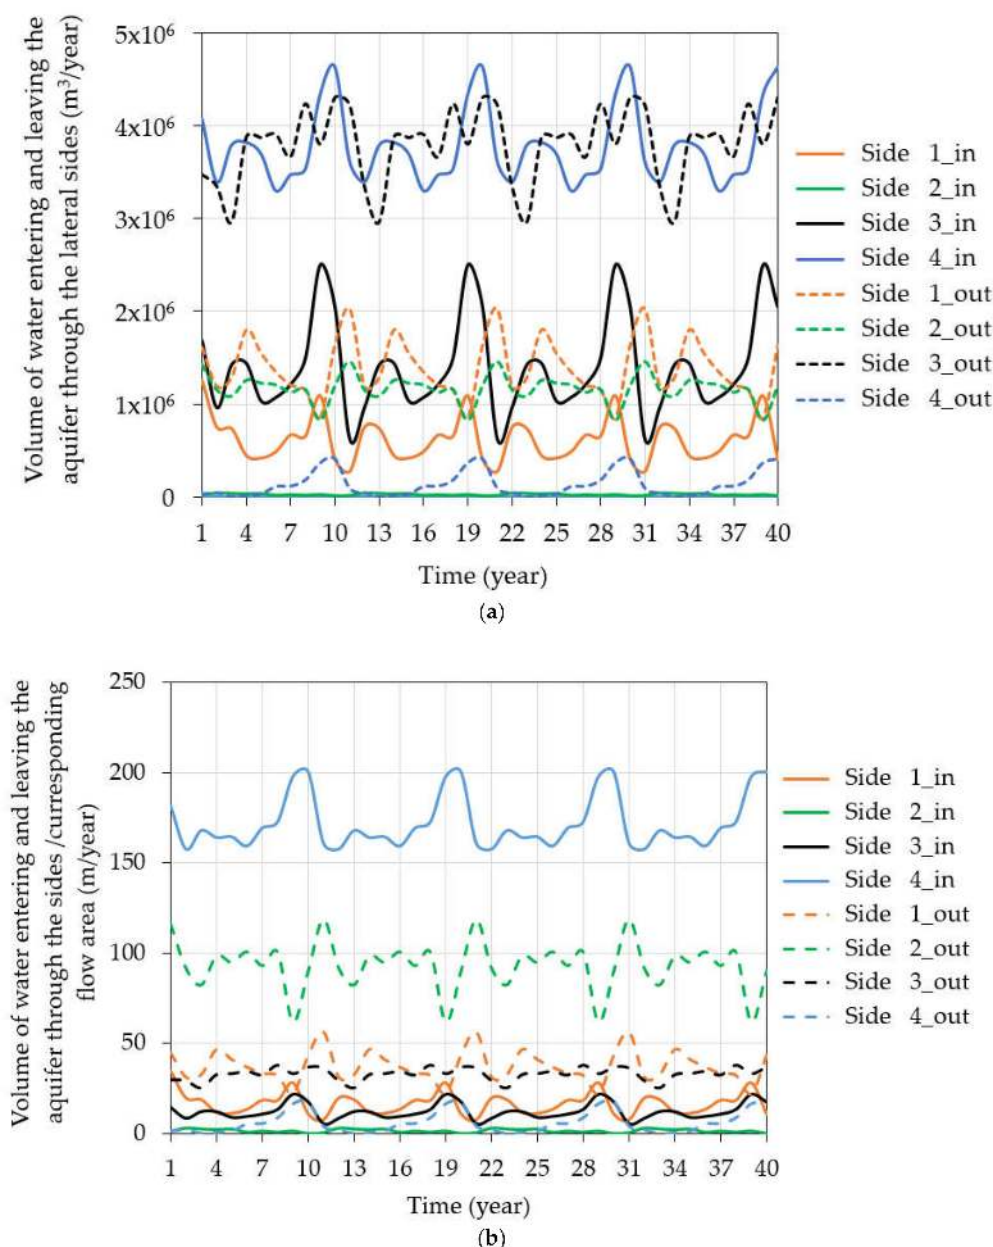 Volume of water entering and leaving the
aquifer through the lateral sides (m³/year)
5x10⁶
4x10⁶
3x10⁶
2x10⁶
1x10⁶
0
1 4 7 10 13 16 19 22 25 28 31 34 37 40
Time (year)
Side 1_in
Side 2_in
Side 3_in
Side 4_in
Side 1_out
Side 2_out
Side 3_out
Side 4_out
(a)
Volume of water entering and leaving the
aquifer through the sides /curresponding
flow area (m/year)
250
200
150
100
50
0
1 4 7 10 13 16 19 22 25 28 31 34 37 40
Time (year)
Side 1_in
Side 2_in
Side 3_in
Side 4_in
Side 1_out
Side 2_out
Side 3_out
Side 4_out
(b)